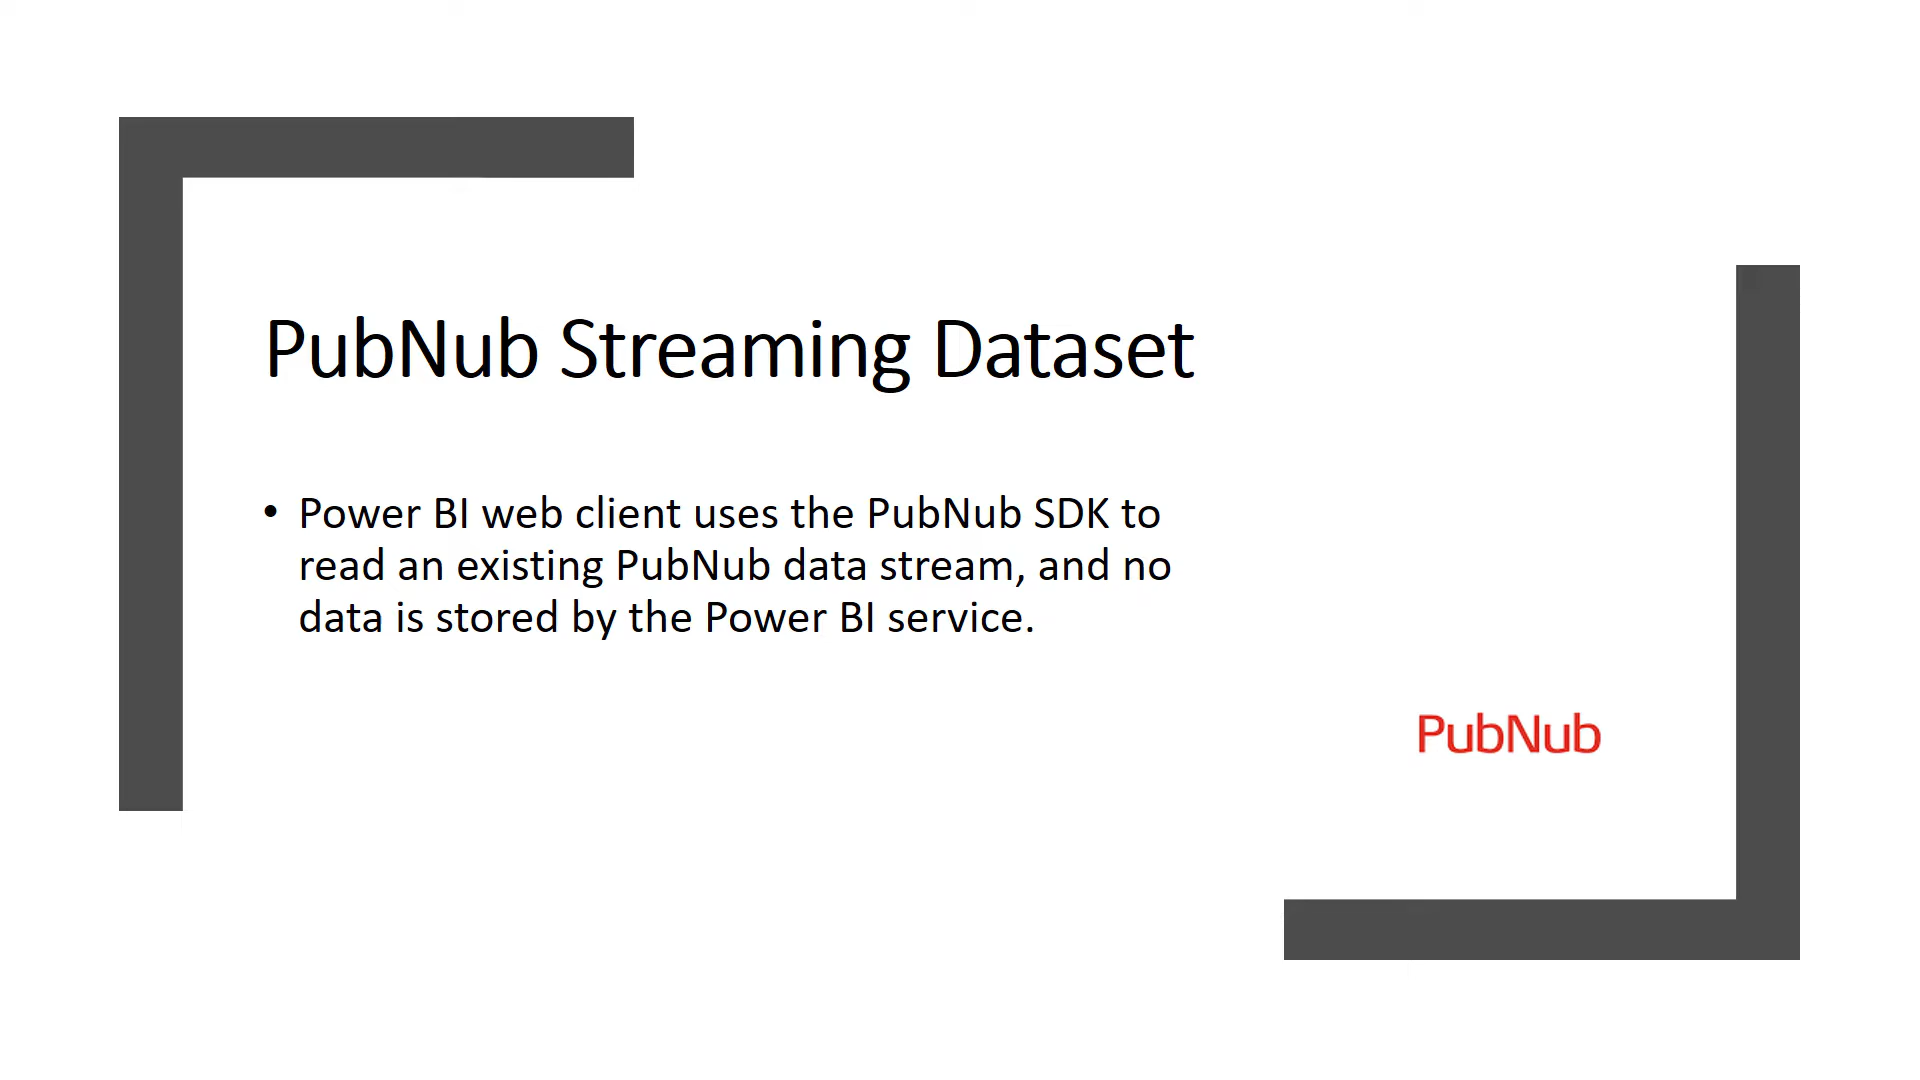 PubNub Streaming Dataset
• Power BI web client uses the PubNub SDK to
read an existing PubNub data stream, and no
data is stored by the Power BI service.
PubNub